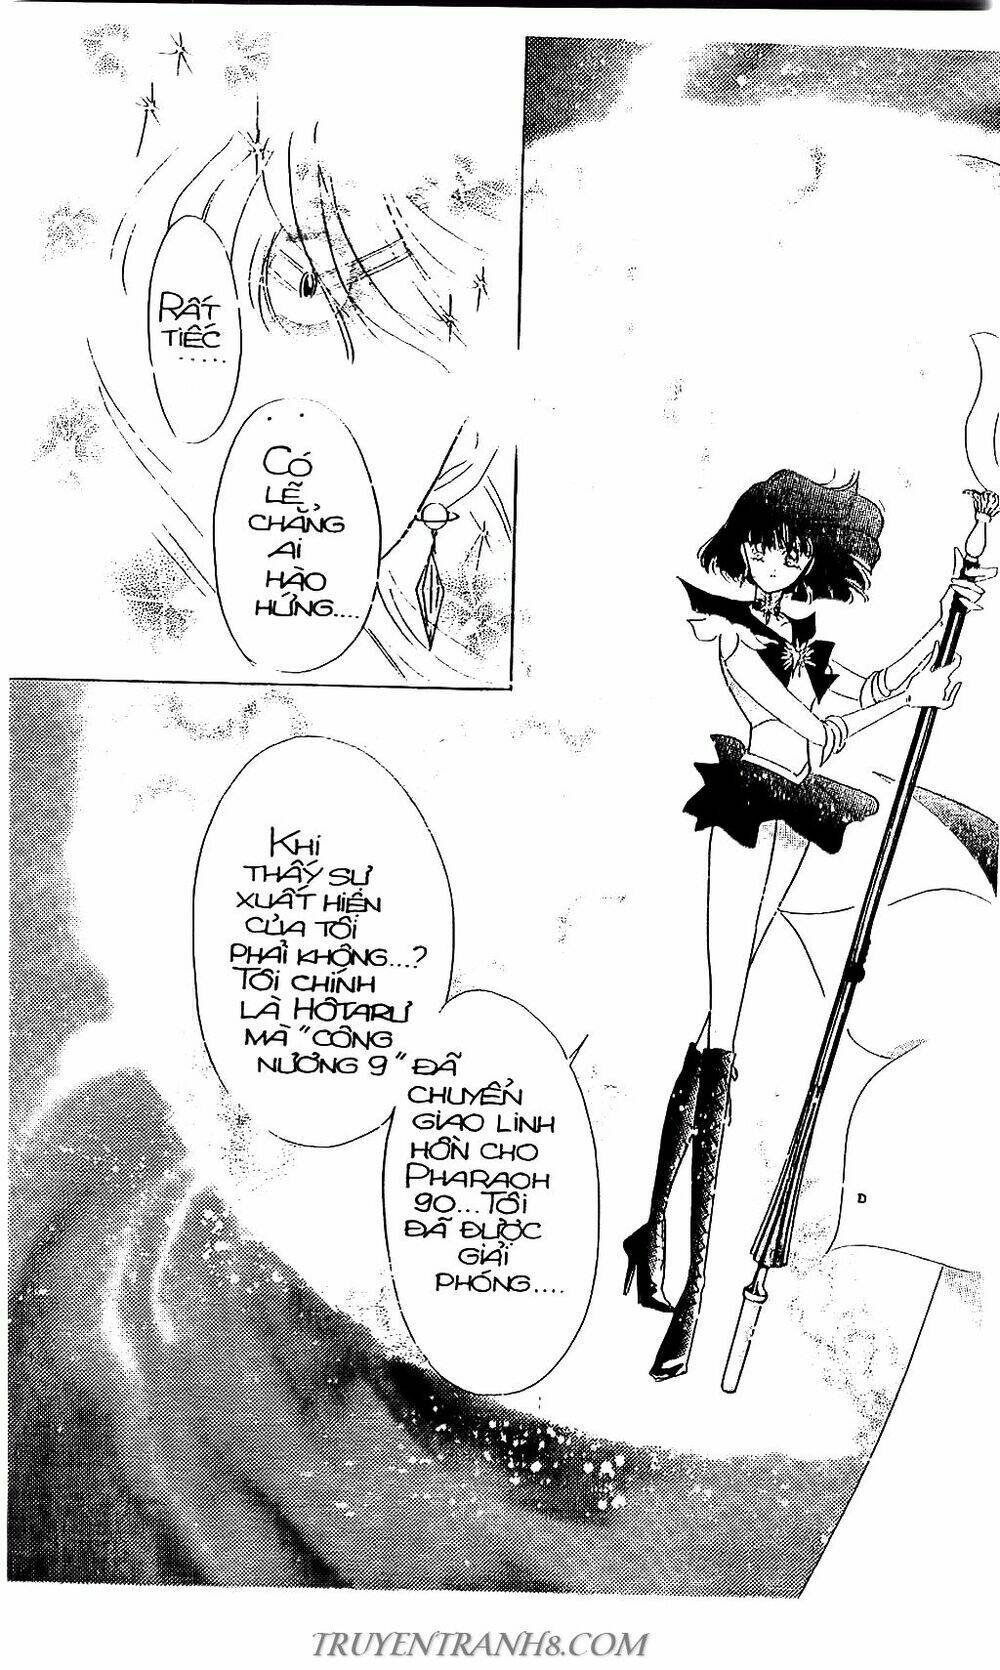 RẤT
TIẾC
.....
CÓ
LẼ
CHẲNG
AI
HÀO
HỨNG....
KHI
THẤY SỰ
XUẤT HIỆN
CỦA TÔI
PHẢI KHÔNG...?
TÔI CHÍNH
LÀ HÔTARƯ
MÀ "CÔNG
NƯƠNG 9" ĐÃ
CHUYỂN
GIAO LINH
HỒN CHO
PHARAOH
90...TÔI
ĐÃ ĐƯỢC
GIẢI
PHÓNG....
D
TRUYENTRANH8.COM